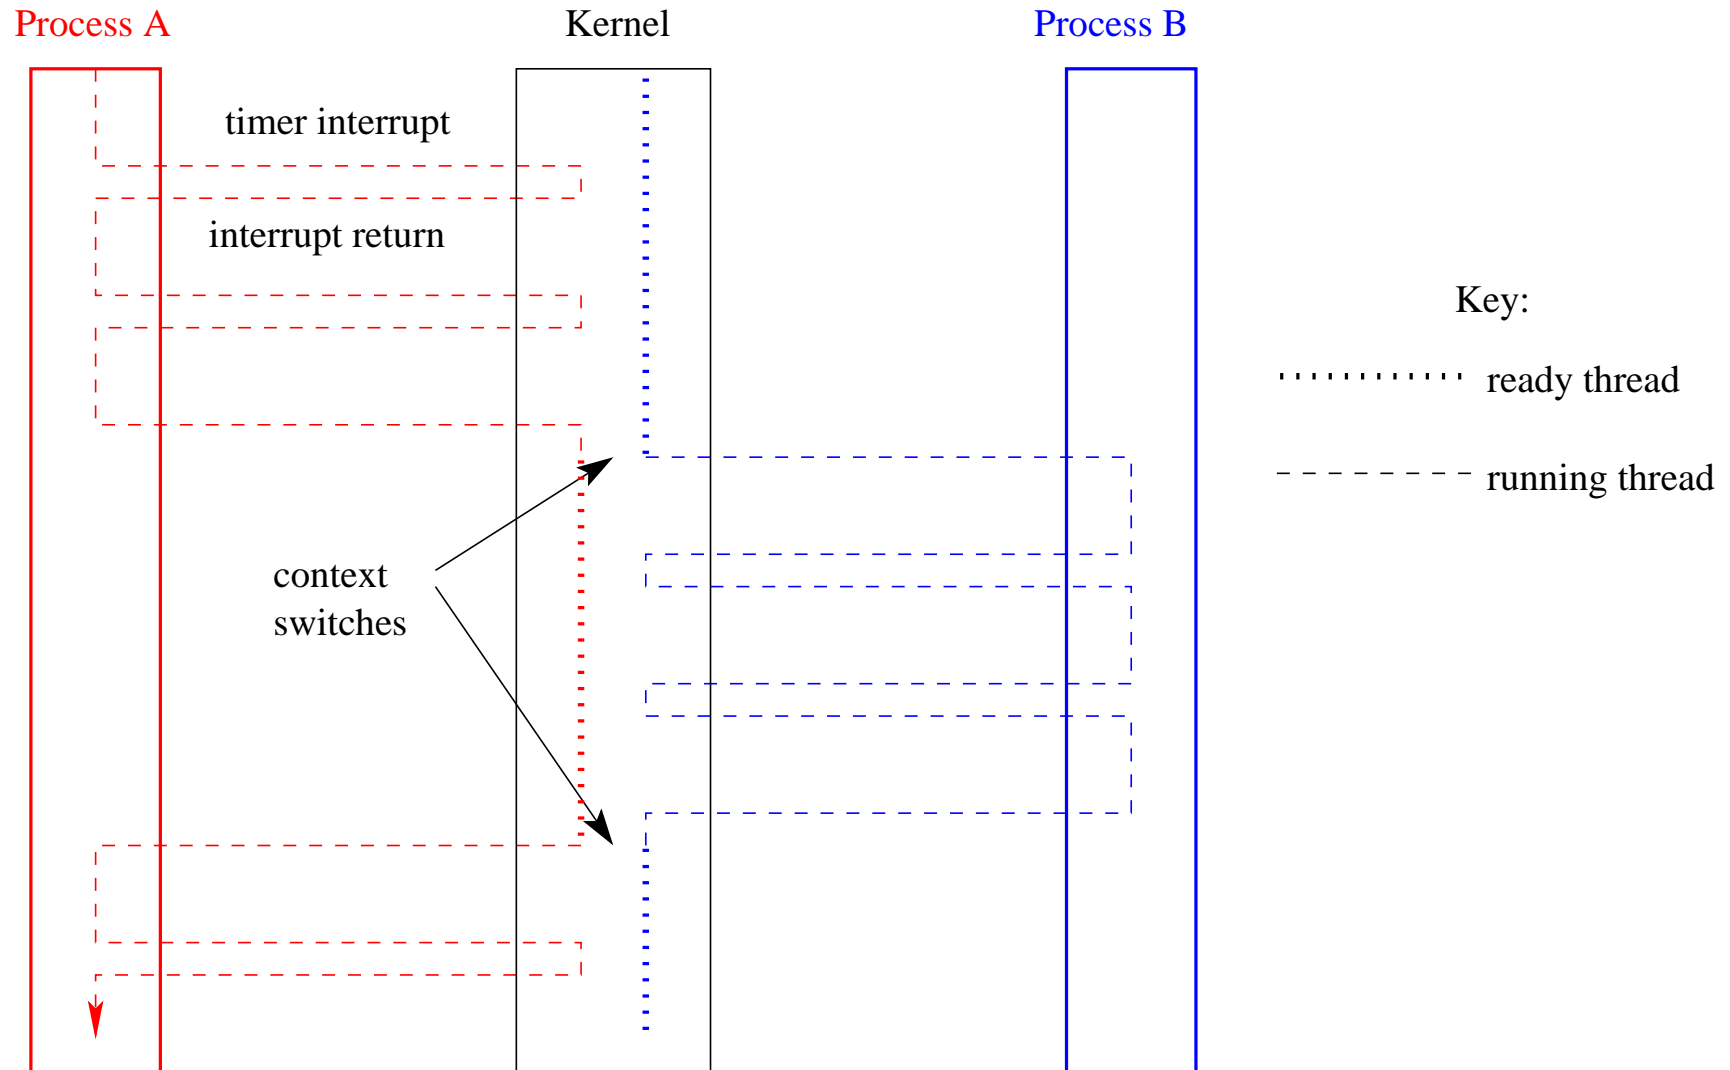 Process A
Kernel
Process B
timer interrupt
interrupt return
Key:
ready thread
running thread
context
switches